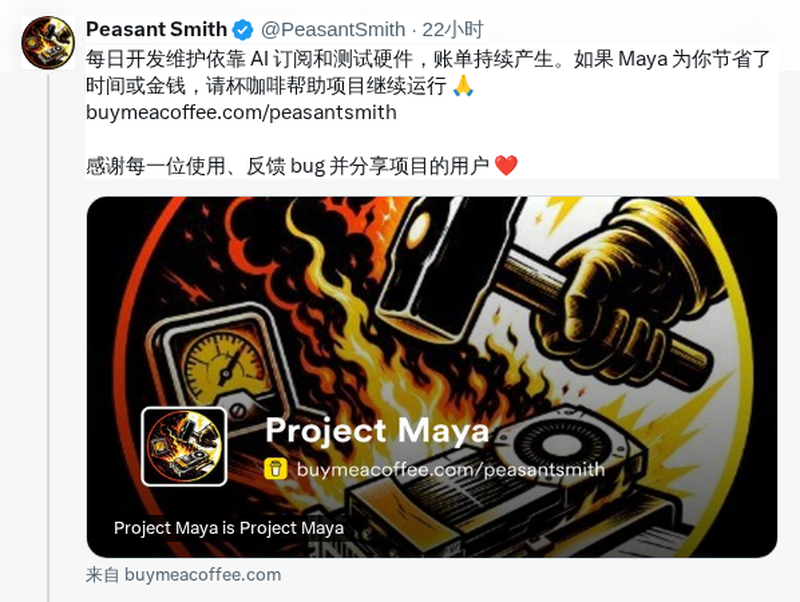 Peasant Smith @PeasantSmith · 22小时
每日开发维护依靠 AI 订阅和测试硬件，账单持续产生。如果 Maya 为你节省了
时间或金钱，请杯咖啡帮助项目继续运行 🙏
buymeacoffee.com/peasantsmith
感谢每一位使用、反馈 bug 并分享项目的用户 ❤️
Project Maya
buymeacoffee.com/peasantsmith
Project Maya is Project Maya
来自 buymeacoffee.com